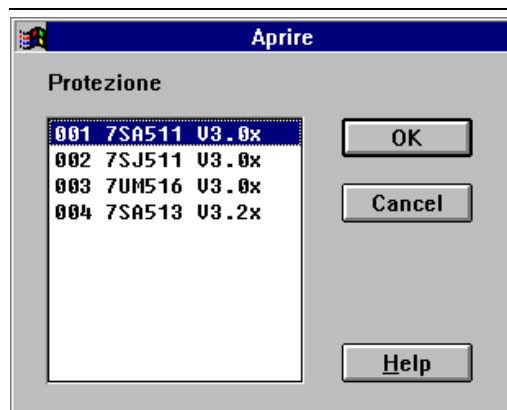 Aprire
Protezione
001 7SA511 V3.0x
002 7SJ511 V3.0x
003 7UM516 V3.0x
004 7SA513 V3.2x
OK
Cancel
Help